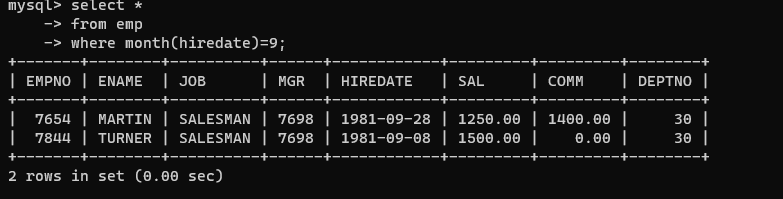 mysql> select *
    -> from emp
    -> where month(hiredate)=9;
+-------+--------+----------+------+------------+---------+---------+--------+
| EMPNO | ENAME  | JOB      | MGR  | HIREDATE   | SAL     | COMM    | DEPTNO |
+-------+--------+----------+------+------------+---------+---------+--------+
|  7654 | MARTIN | SALESMAN | 7698 | 1981-09-28 | 1250.00 | 1400.00 |     30 |
|  7844 | TURNER | SALESMAN | 7698 | 1981-09-08 | 1500.00 |    0.00 |     30 |
+-------+--------+----------+------+------------+---------+---------+--------+
2 rows in set (0.00 sec)